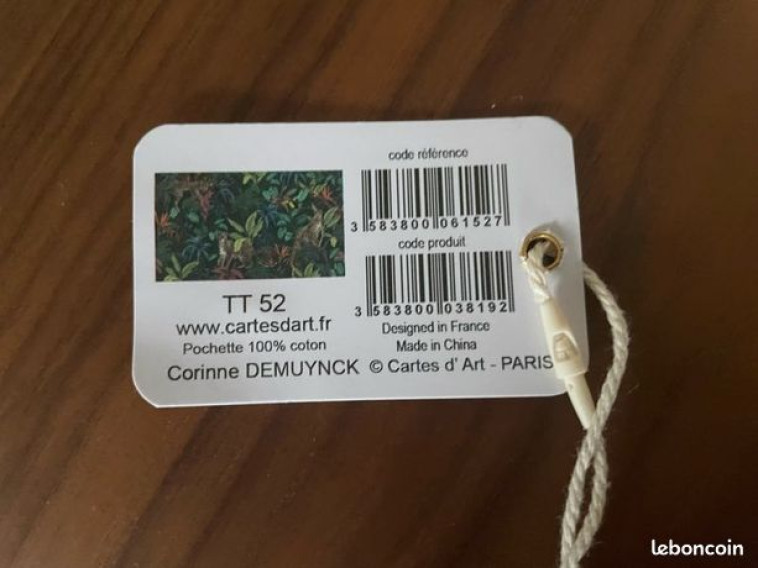 code référence
3 583800 061527
code produit
3 583800 038192
TT 52
www.cartesdart.fr
Pochette 100% coton
Designed in France
Made in China
Corinne DEMUYNCK © Cartes d' Art - PARIS
leboncoin